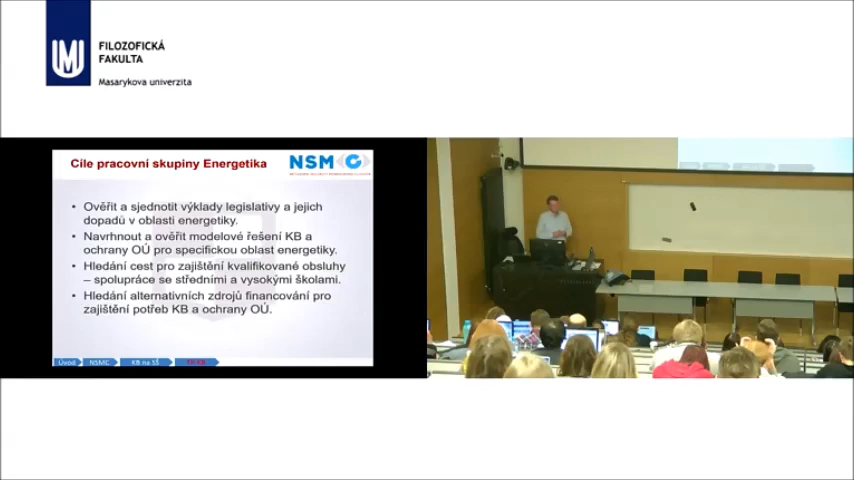 FILOZOFICKÁ
FAKULTA
Masarykova univerzita
Cíle pracovní skupiny Energetika
NSMC
• Ověřit a sjednotit výklady legislativy a jejich
dopadů v oblasti energetiky.
• Navrhnout a ověřit modelové řešení KB a
ochrany OÚ pro specifickou oblast energetiky.
• Hledání cest pro zajištění kvalifikované obsluhy
– spolupráce se středními a vysokými školami.
• Hledání alternativních zdrojů financování pro
zajištění potřeb KB a ochrany OÚ.
Úvod
NSMC
KB na SŠ